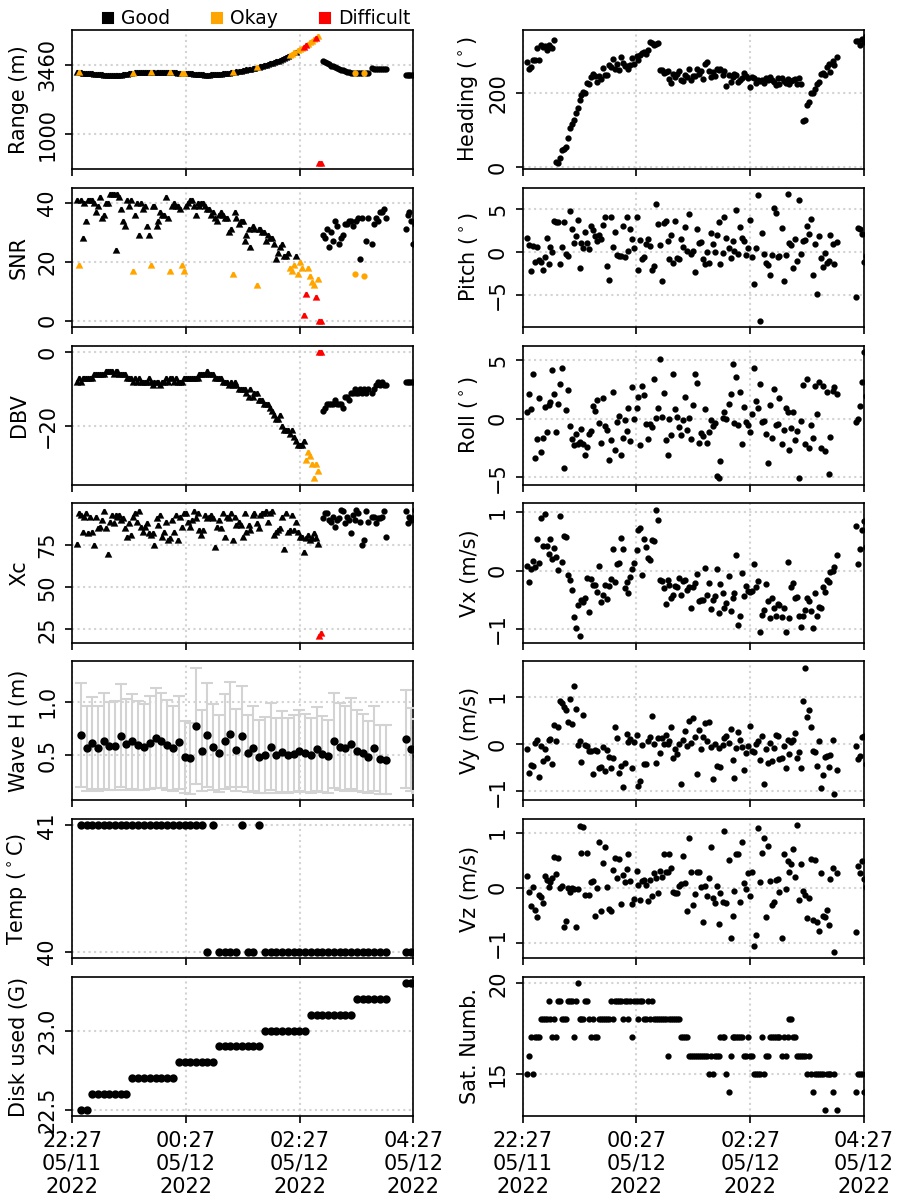 Good Okay Difficult
Range (m)
3460
1000
Heading (°)
200
0
SNR
40
20
0
Pitch (°)
5
0
−5
DBV
0
−20
Roll (°)
5
0
−5
Xc
75
50
25
Vx (m/s)
1
0
−1
Wave H (m)
1.0
0.5
Vy (m/s)
1
0
−1
Temp (°C)
41
40
Vz (m/s)
1
0
−1
Disk used (G)
23.0
22.5
Sat. Numb.
20
15
22:27 00:27 02:27 04:27
05/11 05/12 05/12 05/12
2022 2022 2022 2022
22:27 00:27 02:27 04:27
05/11 05/12 05/12 05/12
2022 2022 2022 2022